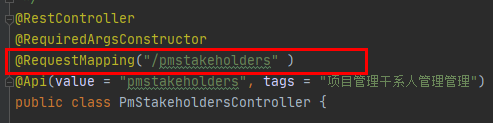 @RestController
@RequiredArgsConstructor
@RequestMapping("/pmstakeholders" )
@Api(value = "pmstakeholders", tags = "项目管理干系人管理管理")
public class PmStakeholdersController {